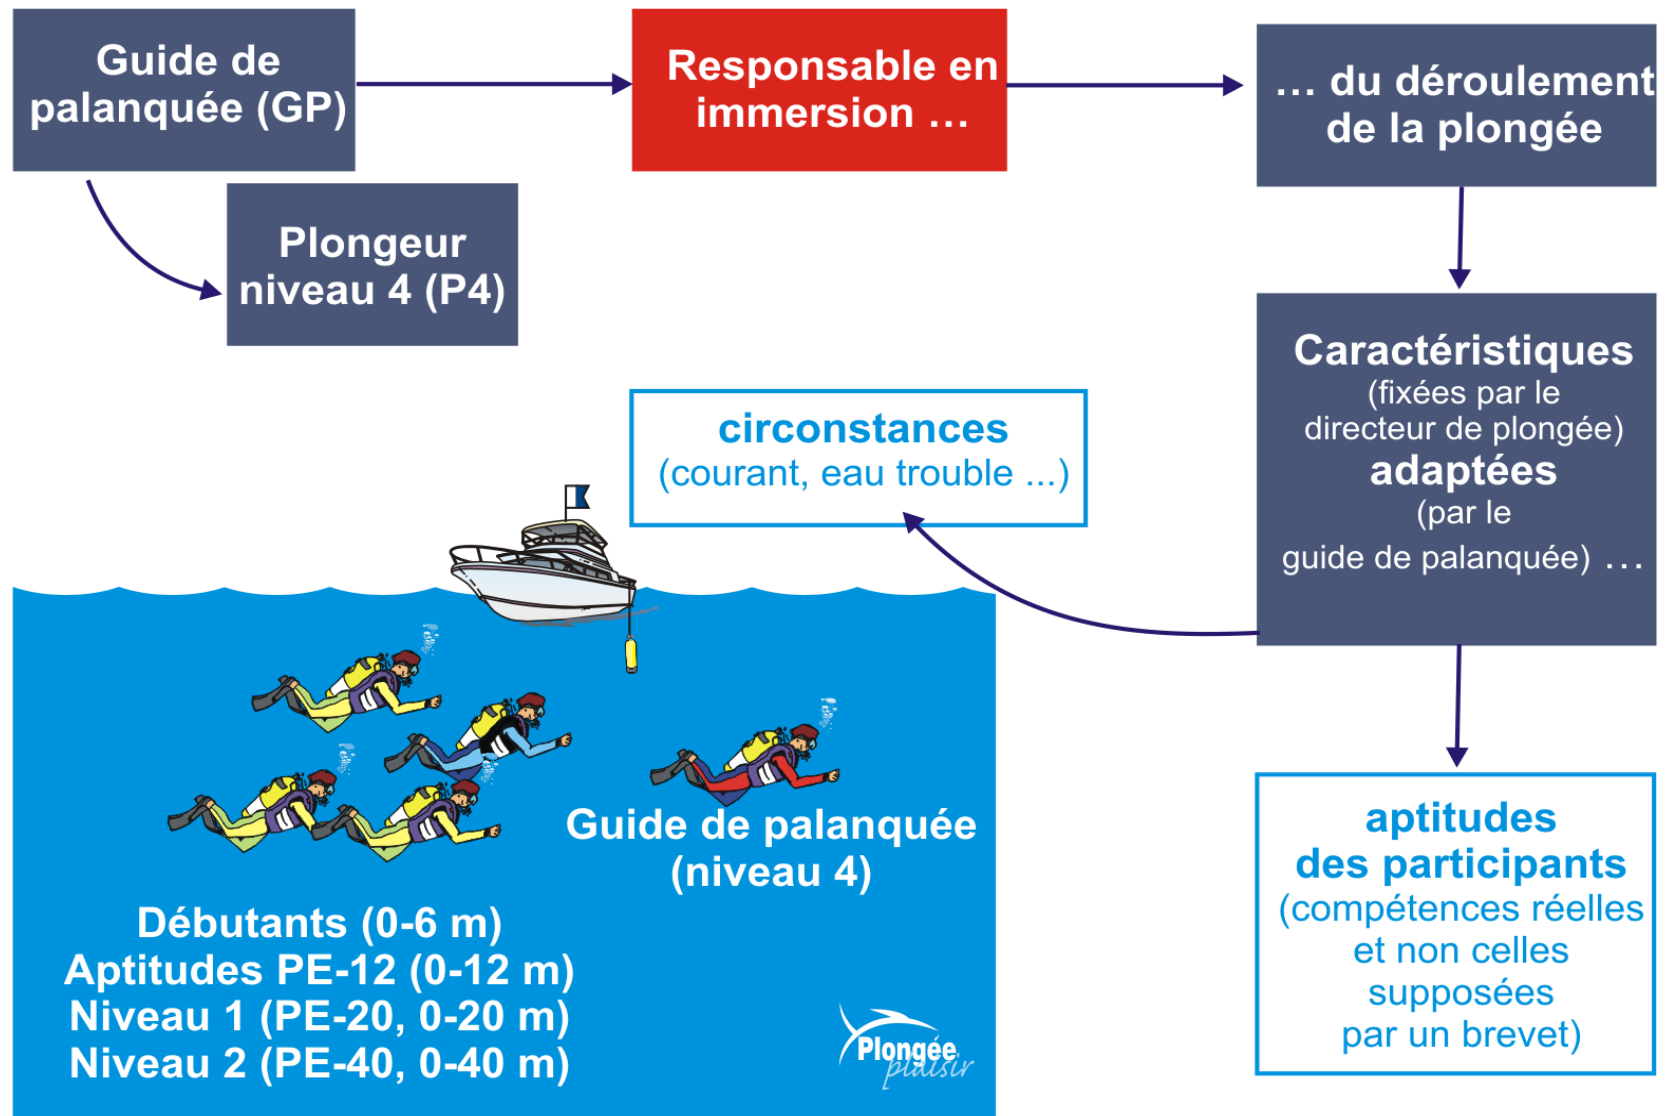 Guide de
palanquée (GP)
Responsable en
immersion …
… du déroulement
de la plongée
Plongeur
niveau 4 (P4)
Caractéristiques
(fixées par le
directeur de plongée)
adaptées
(par le
guide de palanquée) …
circonstances
(courant, eau trouble ...)
aptitudes
des participants
(compétences réelles
et non celles
supposées
par un brevet)
Guide de palanquée
(niveau 4)
Débutants (0-6 m)
Aptitudes PE-12 (0-12 m)
Niveau 1 (PE-20, 0-20 m)
Niveau 2 (PE-40, 0-40 m)
Plongée
plaisir